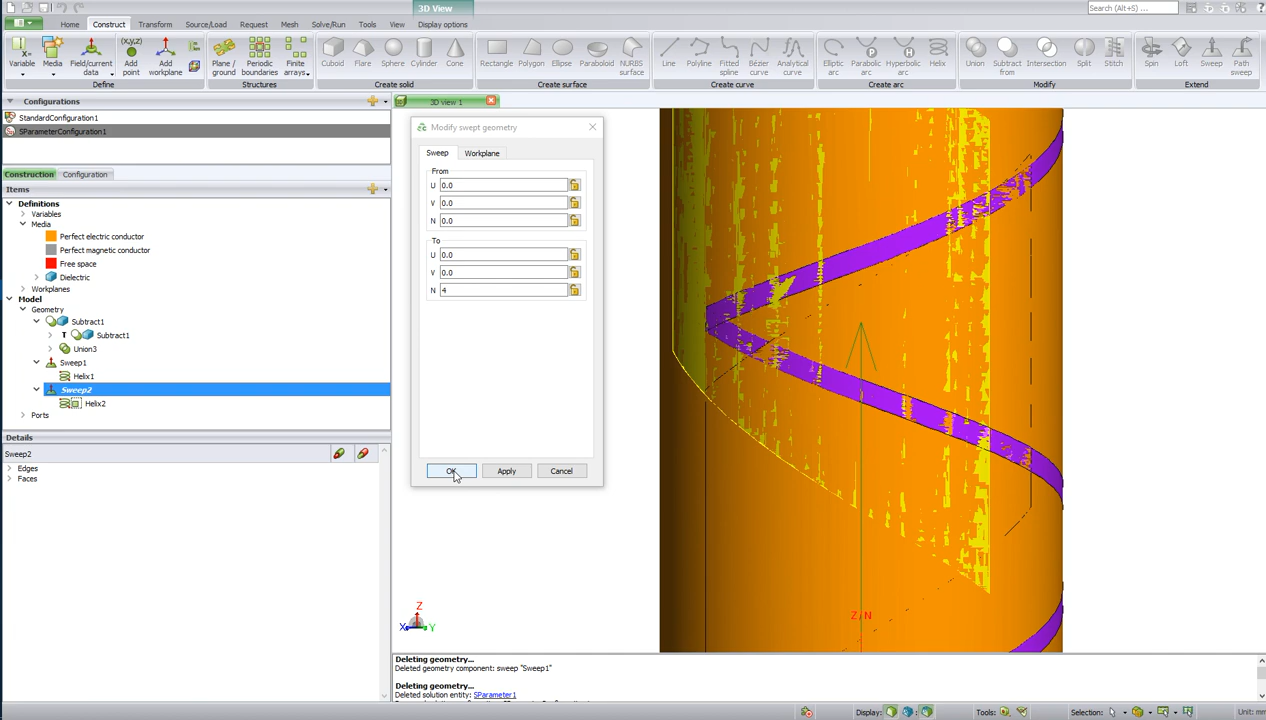 3D View
Search (Alt+S)
Home Construct Transform Source/Load Request Mesh Solve/Run Tools View Display options
Variable Media Field/current data Add point Add workplane Plane / ground Periodic boundaries Finite arrays Cuboid Flare Sphere Cylinder Cone Rectangle Polygon Ellipse Paraboloid NURBS surface Line Polyline Fitted spline Bézier curve Analytical curve Elliptic arc Parabolic arc Hyperbolic arc Helix Union Subtract from Intersection Split Stitch Spin Loft Sweep Path sweep
Define Structures Create solid Create surface Create curve Create arc Modify Extend
Configurations
StandardConfiguration1
SParameterConfiguration1
Construction Configuration
Items
Definitions
Variables
Media
Perfect electric conductor
Perfect magnetic conductor
Free space
Dielectric
Workplanes
Model
Geometry
Subtract1
T Subtract1
Union3
Sweep1
Helix1
Sweep2
Helix2
Ports
Details
Sweep2
Edges
Faces
3D view 1
Modify swept geometry
Sweep Workplane
From
U 0.0
V 0.0
N 0.0
To
U 0.0
V 0.0
N 4
OK Apply Cancel
Z/N
Z
X Y
Deleting geometry...
Deleted geometry component: sweep "Sweep1"
Deleting geometry...
Deleted solution entity: SParameter1
Display: Tools: Selection: Unit: mm